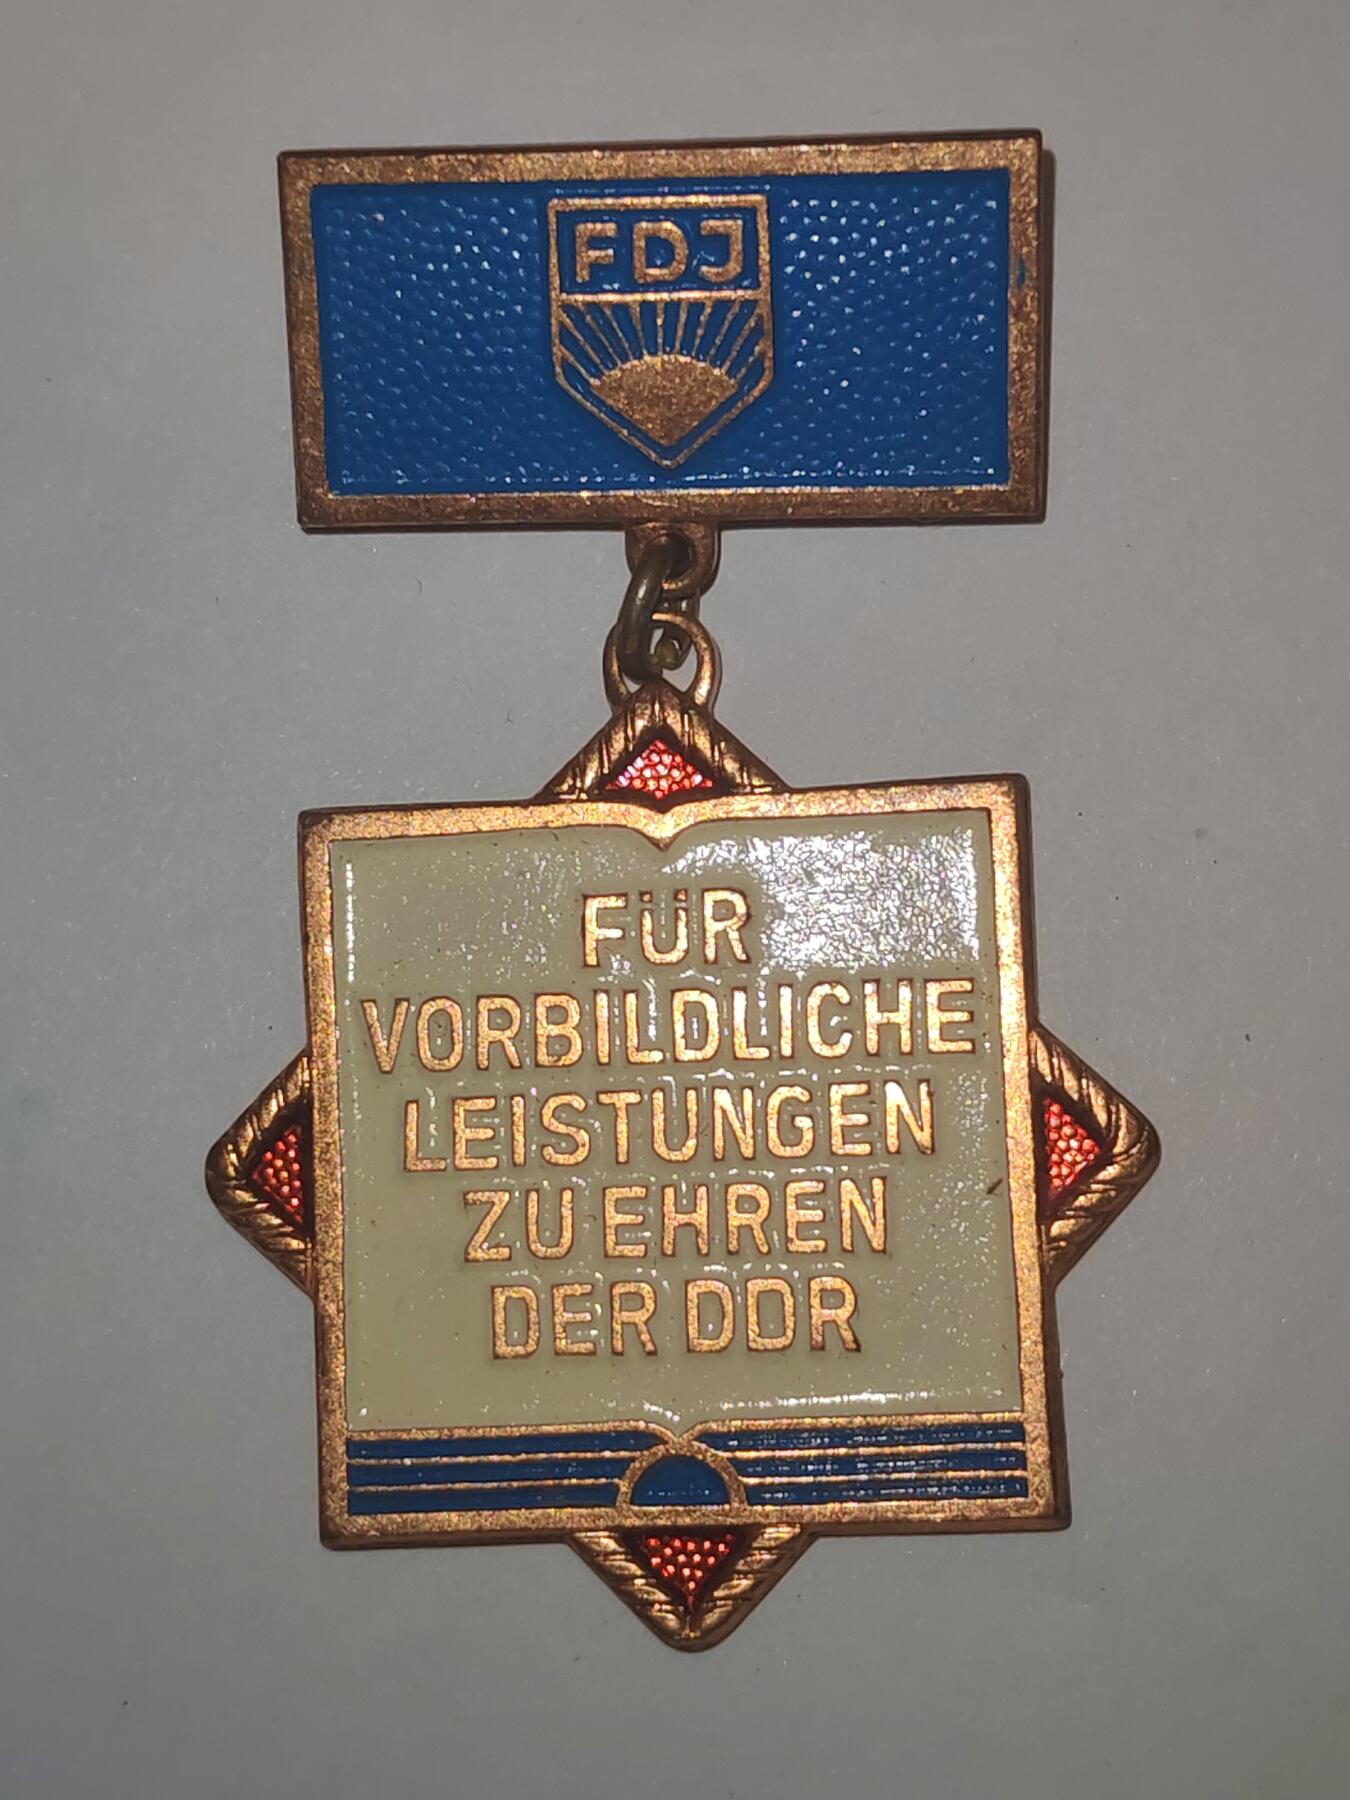 FDJ
FÜR
VORBILDLICHE
LEISTUNGEN
ZU EHREN
DER DDR